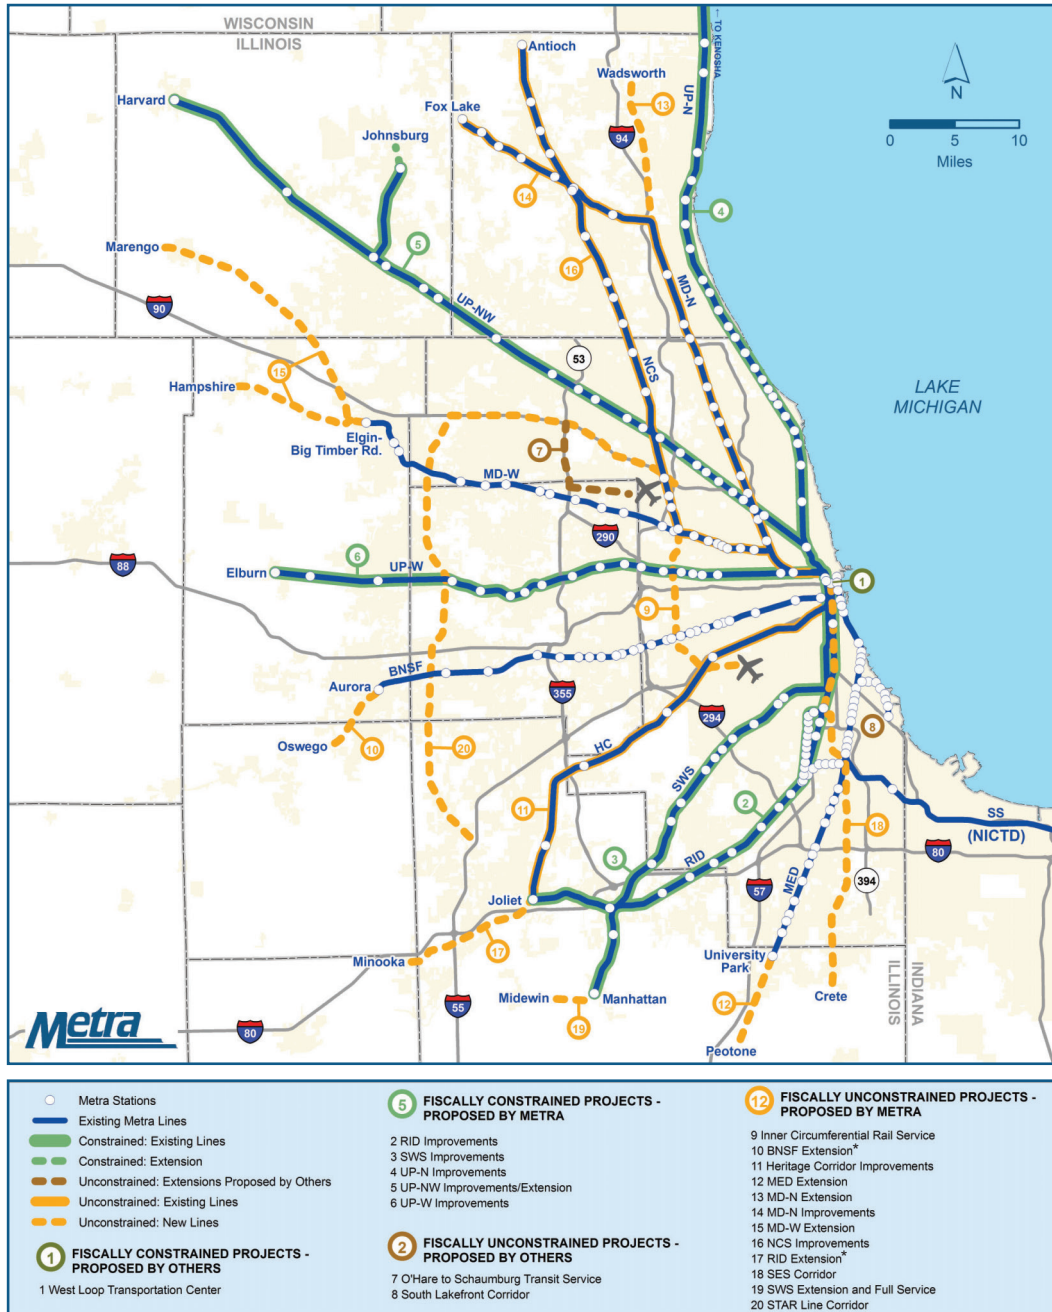 WISCONSIN
ILLINOIS
Antioch
← TO KENOSHA
Harvard
Wadsworth
UP-N
13
Fox Lake
N
Johnsburg
94
0 5 10
Miles
14
4
Marengo
5
16
MD-N
90
UP-NW
53
NCS
15
LAKE
MICHIGAN
Hampshire
Elgin-
Big Timber Rd.
7
MD-W
290
88
6
UP-W
Elburn
1
9
BNSF
Aurora
355
294
8
Oswego
10
20
HC
SWS
2
11
SS
(NICTD)
18
3
RID
80
57
394
MED
Joliet
17
Minooka
University
Park
ILLINOIS
INDIANA
Midewin
Manhattan
12
Crete
55
19
Metra
80
Peotone
Metra Stations
Existing Metra Lines
Constrained: Existing Lines
Constrained: Extension
Unconstrained: Extensions Proposed by Others
Unconstrained: Existing Lines
Unconstrained: New Lines
1 FISCALLY CONSTRAINED PROJECTS -
PROPOSED BY OTHERS
1 West Loop Transportation Center
5 FISCALLY CONSTRAINED PROJECTS -
PROPOSED BY METRA
2 RID Improvements
3 SWS Improvements
4 UP-N Improvements
5 UP-NW Improvements/Extension
6 UP-W Improvements
2 FISCALLY UNCONSTRAINED PROJECTS -
PROPOSED BY OTHERS
7 O'Hare to Schaumburg Transit Service
8 South Lakefront Corridor
12 FISCALLY UNCONSTRAINED PROJECTS -
PROPOSED BY METRA
9 Inner Circumferential Rail Service
10 BNSF Extension*
11 Heritage Corridor Improvements
12 MED Extension
13 MD-N Extension
14 MD-N Improvements
15 MD-W Extension
16 NCS Improvements
17 RID Extension*
18 SES Corridor
19 SWS Extension and Full Service
20 STAR Line Corridor